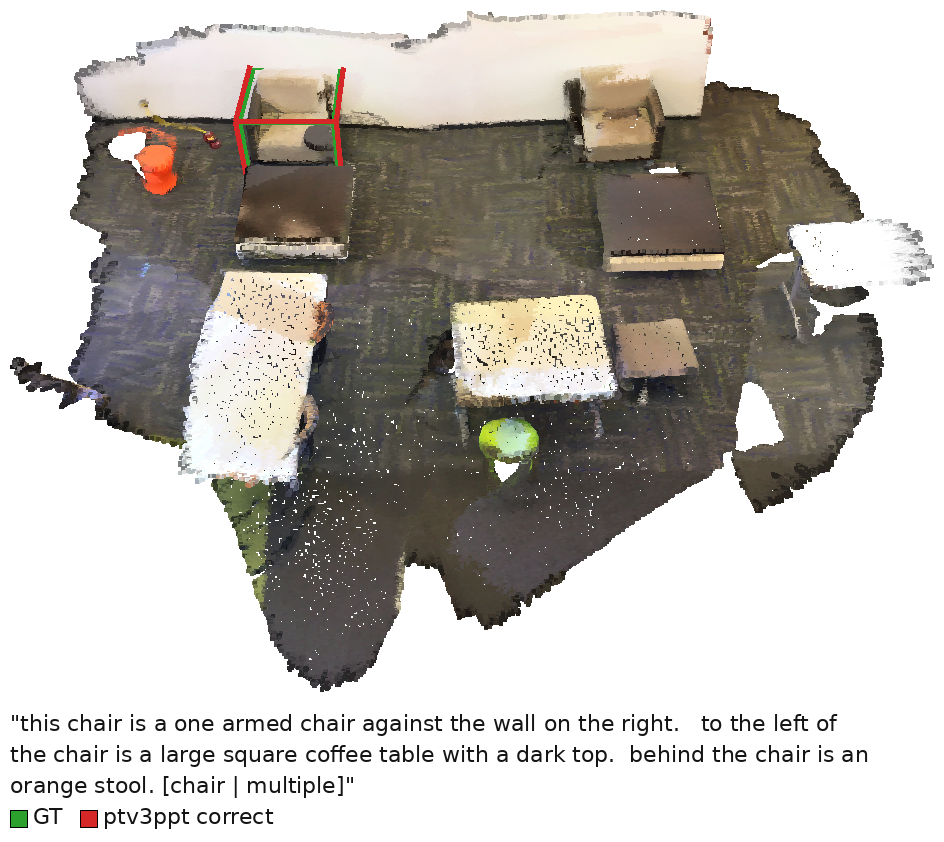 "this chair is a one armed chair against the wall on the right.   to the left of
the chair is a large square coffee table with a dark top.  behind the chair is an
orange stool. [chair | multiple]"
GT ptv3ppt correct